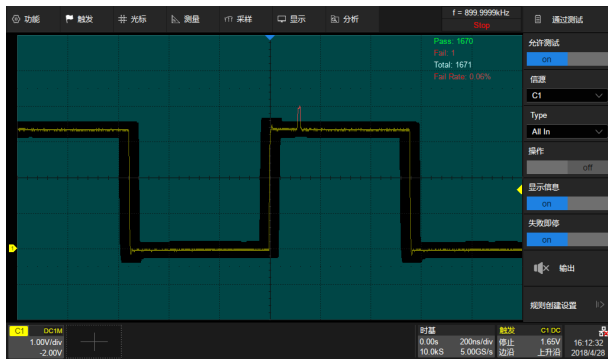 功能 触发 光标 测量 采样 显示 分析
f = 899.9999kHz
Stop
通过测试
Pass: 1670
Fail: 1
Total: 1671
Fail Rate: 0.06%
允许测试
on
信源
C1
Type
All In
操作
off
显示信息
on
失败即停
on
输出
规则创建设置
C1 DC1M
1.00V/div
-2.00V
时基
0.00s 200ns/div
10.0kS 5.00GS/s
触发 C1 DC
停止 1.65V
边沿 上升沿
16:12:32
2018/4/28